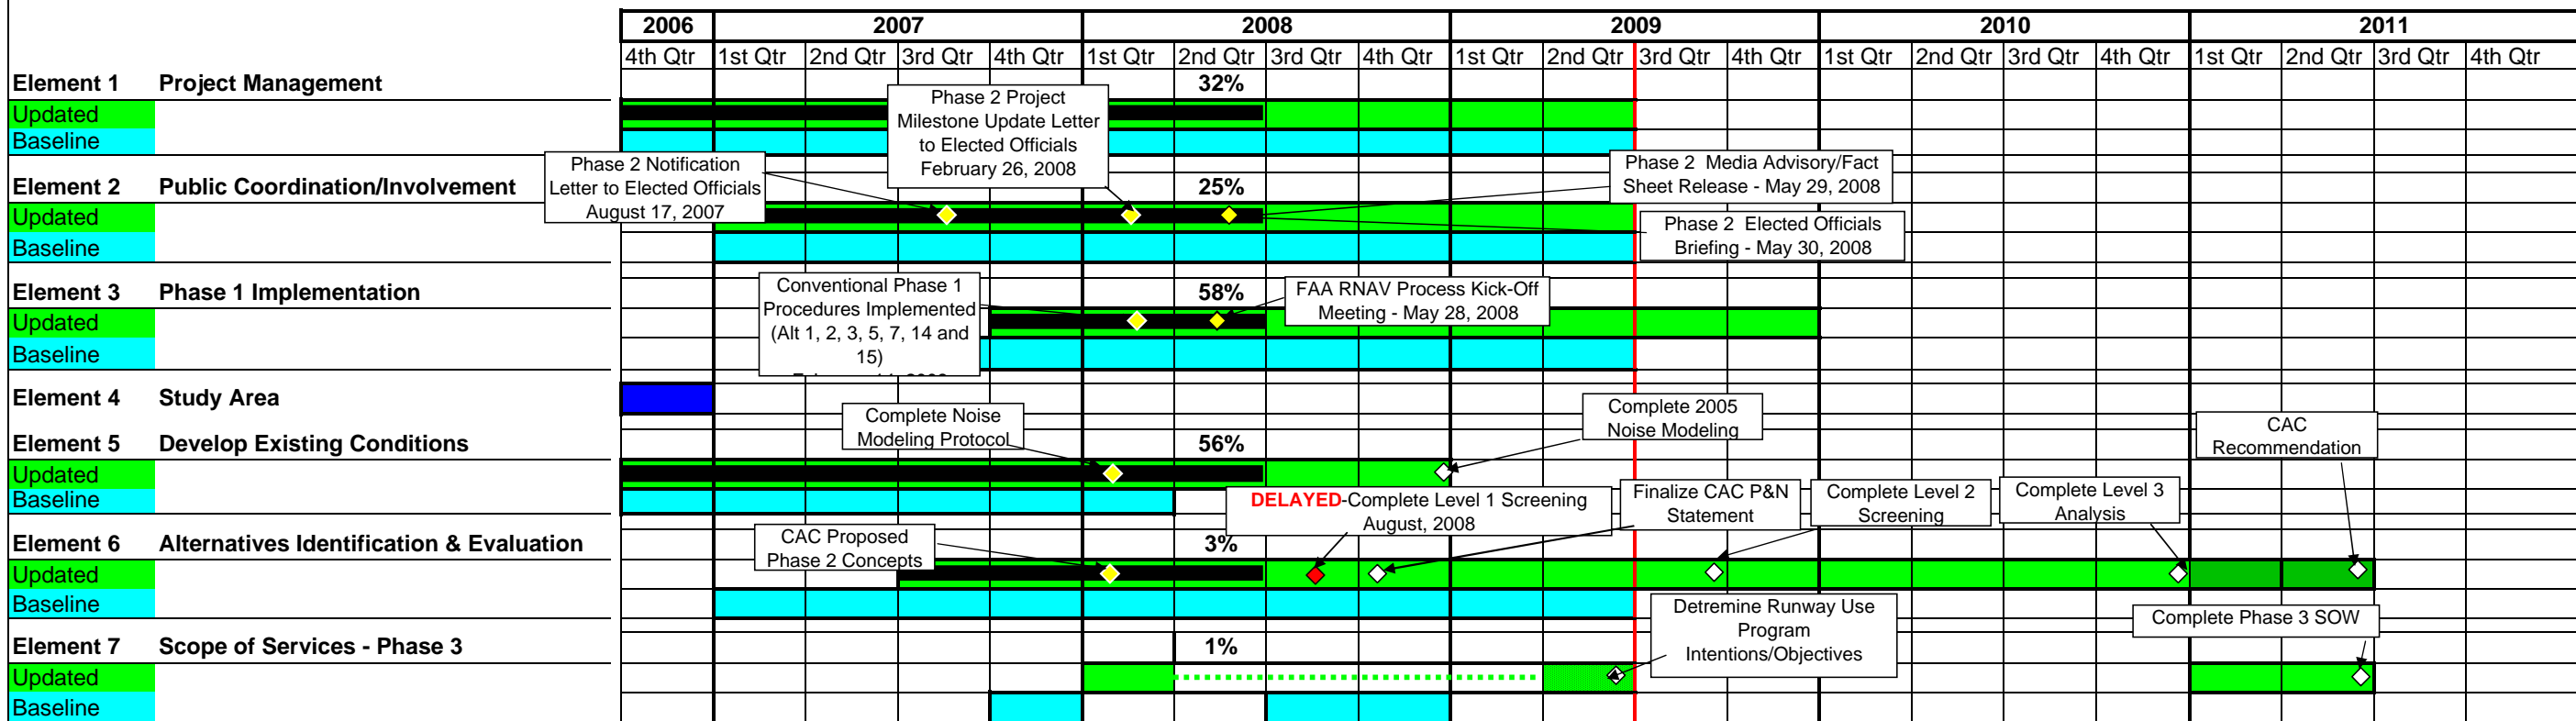 2006 2007 2008 2009 2010 2011
4th Qtr 1st Qtr 2nd Qtr 3rd Qtr 4th Qtr 1st Qtr 2nd Qtr 3rd Qtr 4th Qtr 1st Qtr 2nd Qtr 3rd Qtr 4th Qtr 1st Qtr 2nd Qtr 3rd Qtr 4th Qtr 1st Qtr 2nd Qtr 3rd Qtr 4th Qtr
Element 1 Project Management 32%
Updated
Baseline
Phase 2 Project
Milestone Update Letter
to Elected Officials
February 26, 2008
Phase 2 Notification
Letter to Elected Officials
August 17, 2007
Phase 2 Media Advisory/Fact
Sheet Release - May 29, 2008
Element 2 Public Coordination/Involvement 25%
Updated
Baseline
Phase 2 Elected Officials
Briefing - May 30, 2008
Conventional Phase 1
Procedures Implemented
(Alt 1, 2, 3, 5, 7, 14 and
15)
FAA RNAV Process Kick-Off
Meeting - May 28, 2008
Element 3 Phase 1 Implementation 58%
Updated
Baseline
Element 4 Study Area
Complete Noise
Modeling Protocol
Complete 2005
Noise Modeling
CAC
Recommendation
Element 5 Develop Existing Conditions 56%
Updated
Baseline
DELAYED-Complete Level 1 Screening
August, 2008
Finalize CAC P&N
Statement
Complete Level 2
Screening
Complete Level 3
Analysis
CAC Proposed
Phase 2 Concepts
Element 6 Alternatives Identification & Evaluation 3%
Updated
Baseline
Detremine Runway Use
Program
Intentions/Objectives
Complete Phase 3 SOW
Element 7 Scope of Services - Phase 3 1%
Updated
Baseline